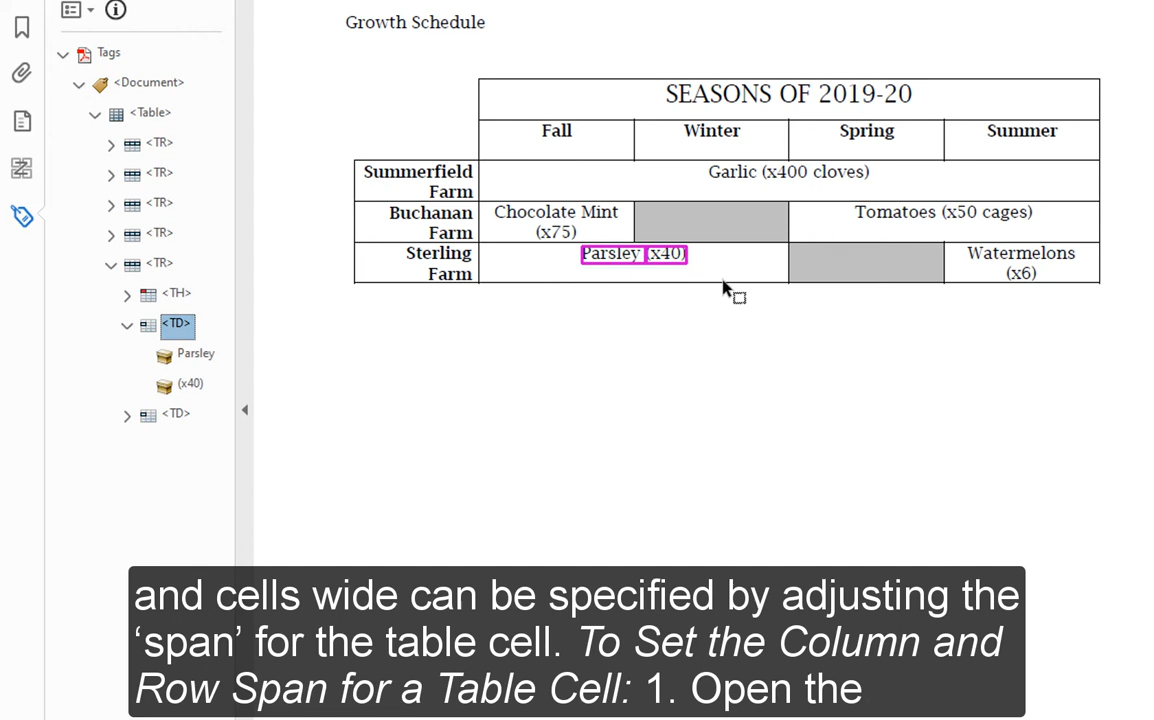 Growth Schedule
Tags
<Document>
<Table>
<TR>
<TR>
<TR>
<TR>
<TR>
<TH>
<TD>
Parsley
(x40)
<TD>
SEASONS OF 2019-20
Fall Winter Spring Summer
Summerfield Farm
Garlic (x400 cloves)
Buchanan Farm
Chocolate Mint (x75)
Tomatoes (x50 cages)
Sterling Farm
Parsley (x40)
Watermelons (x6)
and cells wide can be specified by adjusting the
‘span’ for the table cell. To Set the Column and
Row Span for a Table Cell: 1. Open the